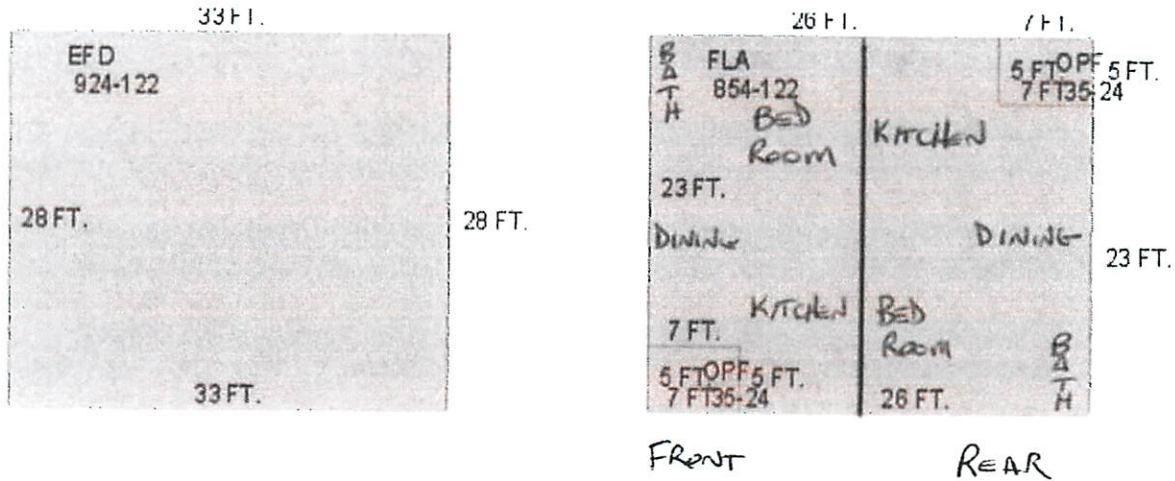 33 FT.
EFD
924-122
28 FT.
28 FT.
33 FT.
26 FT.
7 FT.
BATH
FLA
854-122
BED
ROOM
KITCHEN
5 FT OPF 5 FT.
7 FT 35-24
23 FT.
DINING
DINING
23 FT.
KITCHEN
BED
ROOM
7 FT.
5 FT OPF 5 FT.
7 FT 35-24
26 FT.
BATH
FRONT
REAR